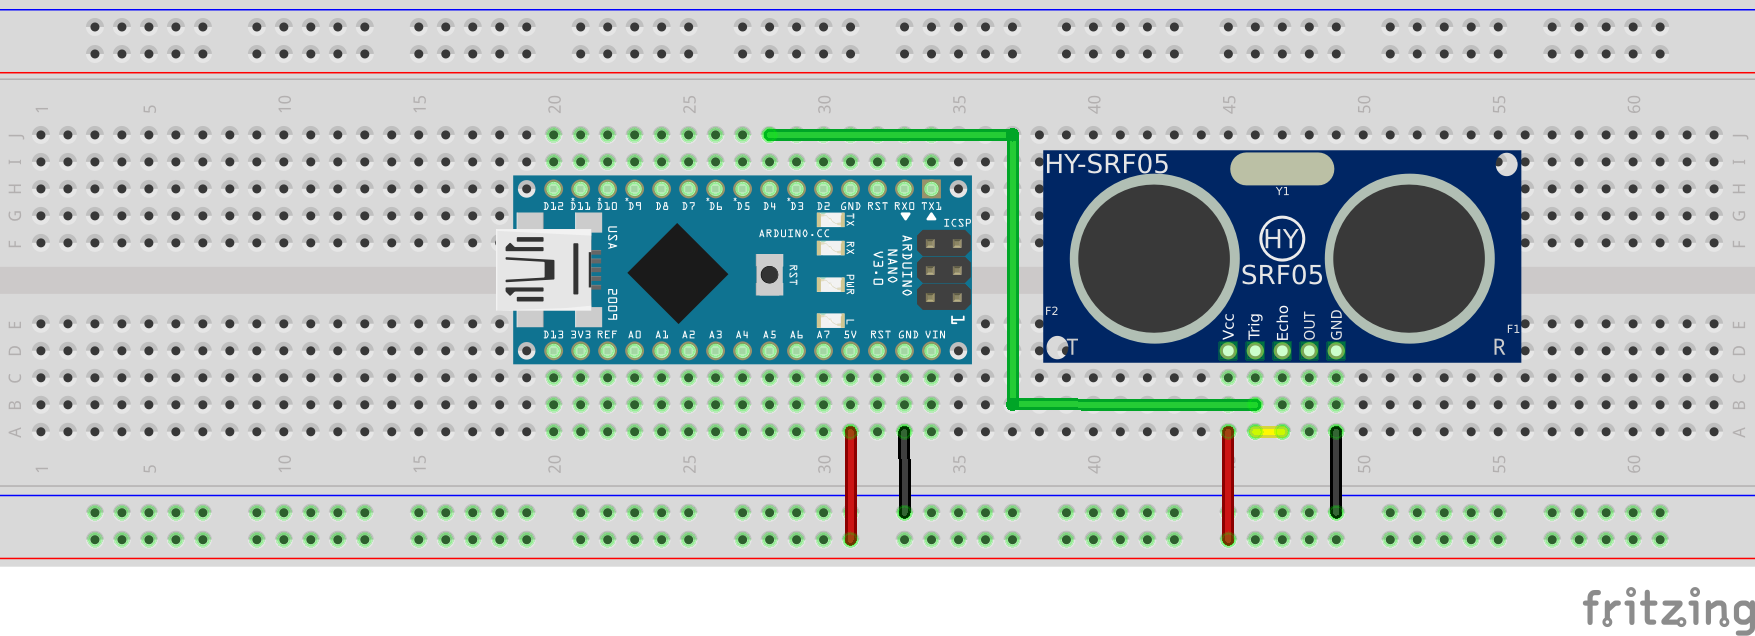 1 5 10 15 20 25 30 35 40 45 50 55 60
J J
I I
H H
G G
F F
D12 D11 D10 D9 D8 D7 D6 D5 D4 D3 D2 GND RST RX0 TX1
TX
RX
PWR
L
ICSP
ARDUINO.CC
USA
2009
RST
ARDUINO
NANO
V3.0
1
D13 3V3 REF A0 A1 A2 A3 A4 A5 A6 A7 5V RST GND VIN
HY-SRF05
Y1
HY
SRF05
F2
F1
Vcc Trig Echo OUT GND
T
R
E E
D D
C C
B B
A A
1 5 10 15 20 25 30 35 40 45 50 55 60
fritzing